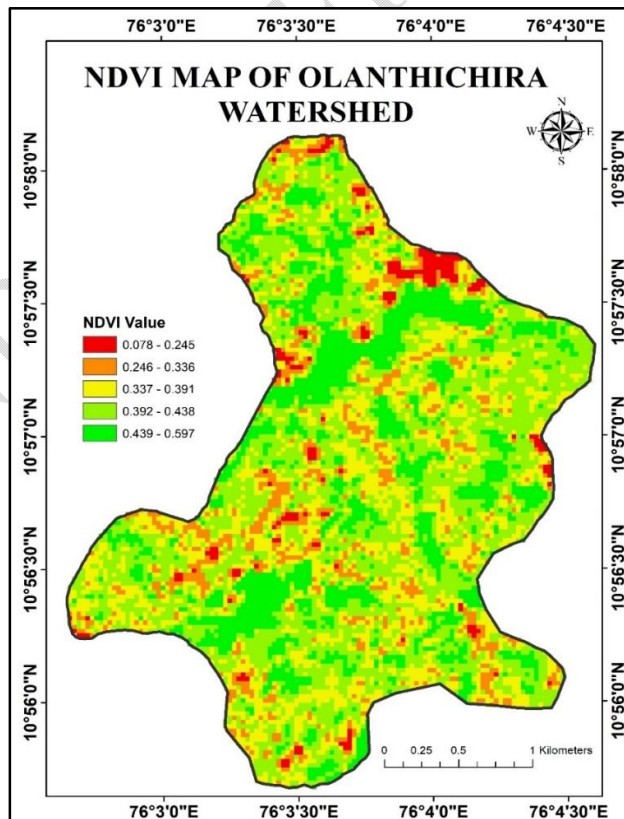 76°3'0"E 76°3'30"E 76°4'0"E 76°4'30"E
NDVI MAP OF OLANTHICHIRA
WATERSHED
N
W E
S
10°58'0"N 10°58'0"N
10°57'30"N 10°57'30"N
NDVI Value
0.078 - 0.245
0.246 - 0.336
0.337 - 0.391
0.392 - 0.438
0.439 - 0.597
10°57'0"N 10°57'0"N
10°56'30"N 10°56'30"N
10°56'0"N 10°56'0"N
0 0.25 0.5 1 Kilometers
76°3'0"E 76°3'30"E 76°4'0"E 76°4'30"E